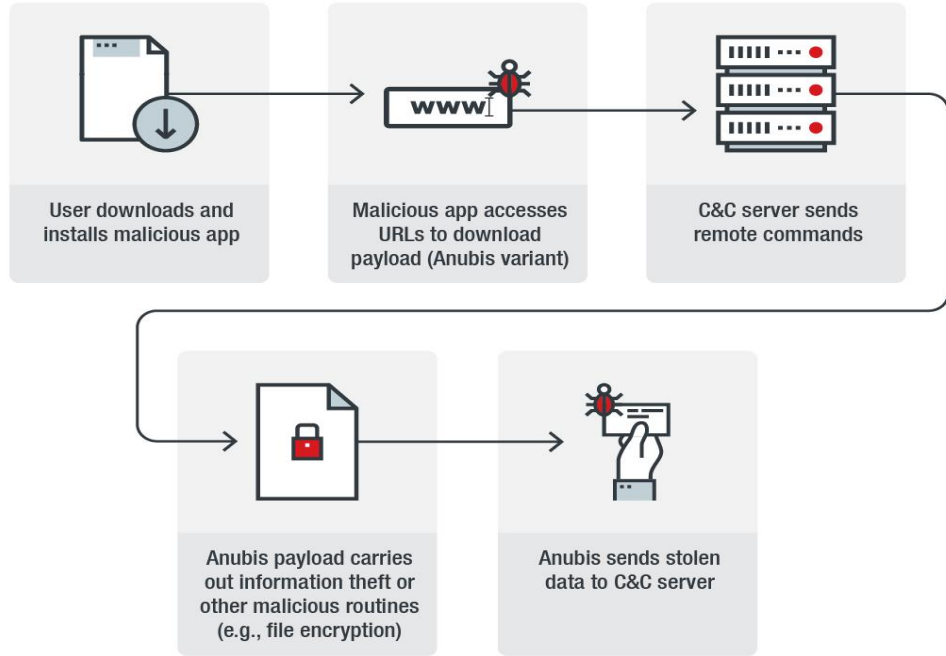 User downloads and
installs malicious app
www
Malicious app accesses
URLs to download
payload (Anubis variant)
C&C server sends
remote commands
Anubis payload carries
out information theft or
other malicious routines
(e.g., file encryption)
Anubis sends stolen
data to C&C server